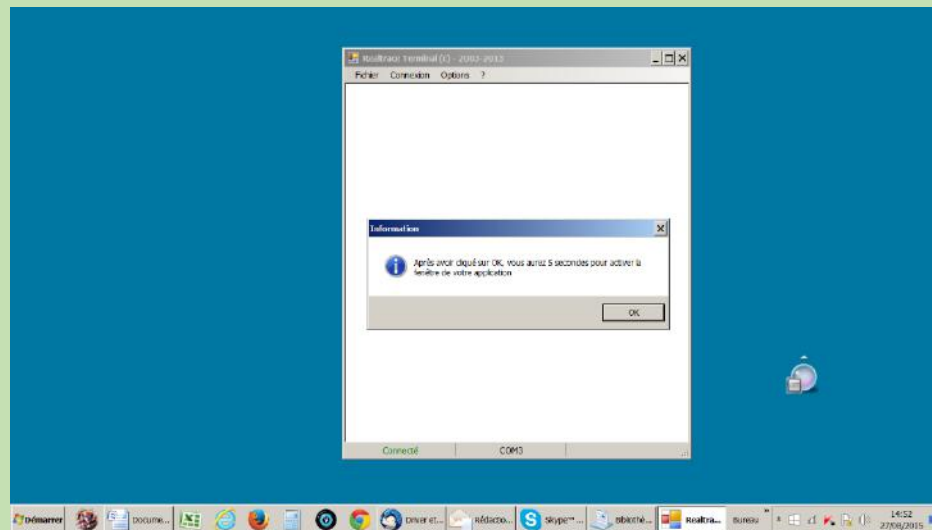 Realtrace Terminal (c) - 2003-2013
Fichier Connexion Options ?
Information
Après avoir cliqué sur OK, vous aurez 5 secondes pour activer la
fenêtre de votre application
OK
Connecté COM3
Démarrer Docume... Driver et... Rédactio... Skype™ ... Bibliothè... Realtra... Bureau »
14:52
27/08/2015